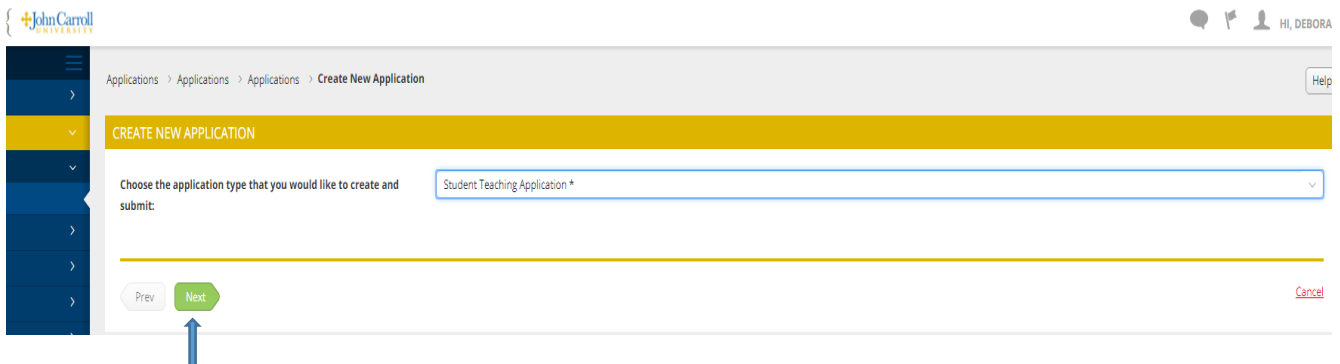 John Carroll
UNIVERSITY
HI, DEBORA
Applications > Applications > Applications > Create New Application
Help
CREATE NEW APPLICATION
Choose the application type that you would like to create and
submit:
Student Teaching Application *
Prev
Next
Cancel